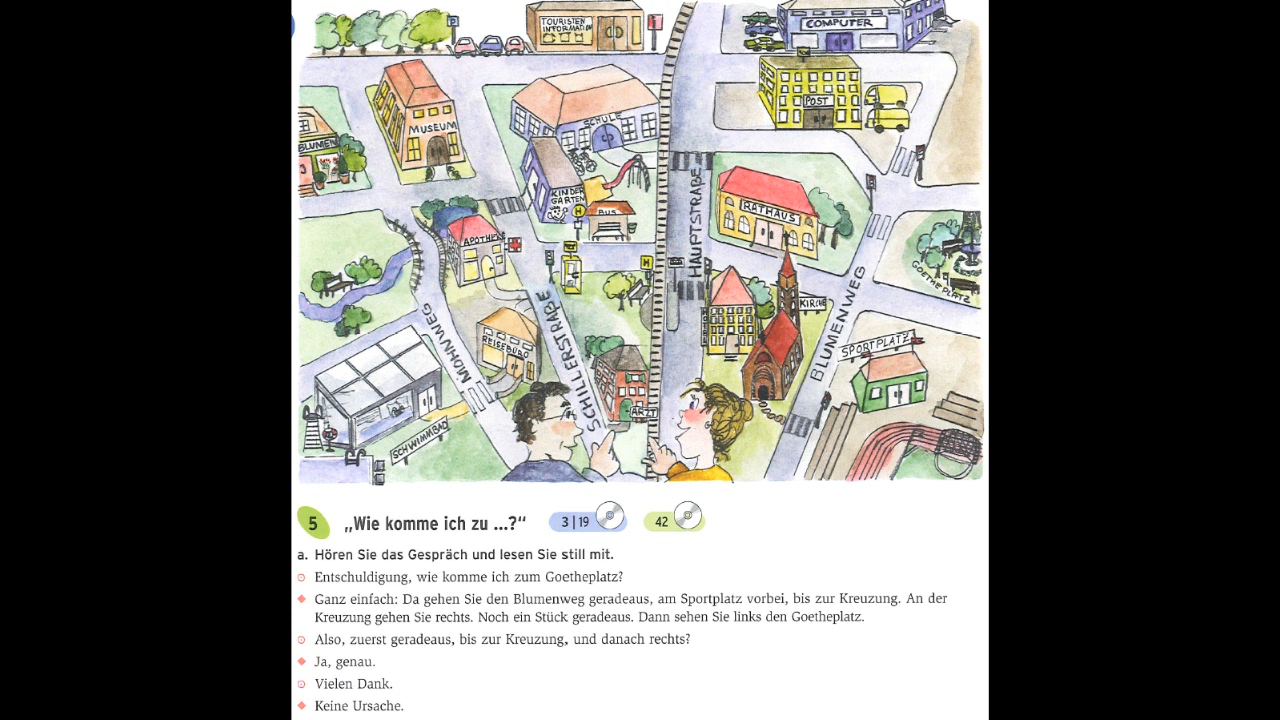 P
TOURISTEN
INFORMATION
i
COMPUTER
POST
MUSEUM
SCHULE
BLUMEN
KINDER
GARTEN
H
BUS
HAUPTSTRAßE
RATHAUS
APOTHEKE
H
GOETHEPLATZ
KIRCHE
MOHNWEG
REISEBÜRO
SCHILLERSTRAßE
BLUMENWEG
SPORTPLATZ
ARZT
SCHWIMMBAD
5 „Wie komme ich zu ...?“ 3|19 42
a. Hören Sie das Gespräch und lesen Sie still mit.
Entschuldigung, wie komme ich zum Goetheplatz?
Ganz einfach: Da gehen Sie den Blumenweg geradeaus, am Sportplatz vorbei, bis zur Kreuzung. An der
Kreuzung gehen Sie rechts. Noch ein Stück geradeaus. Dann sehen Sie links den Goetheplatz.
Also, zuerst geradeaus, bis zur Kreuzung, und danach rechts?
Ja, genau.
Vielen Dank.
Keine Ursache.